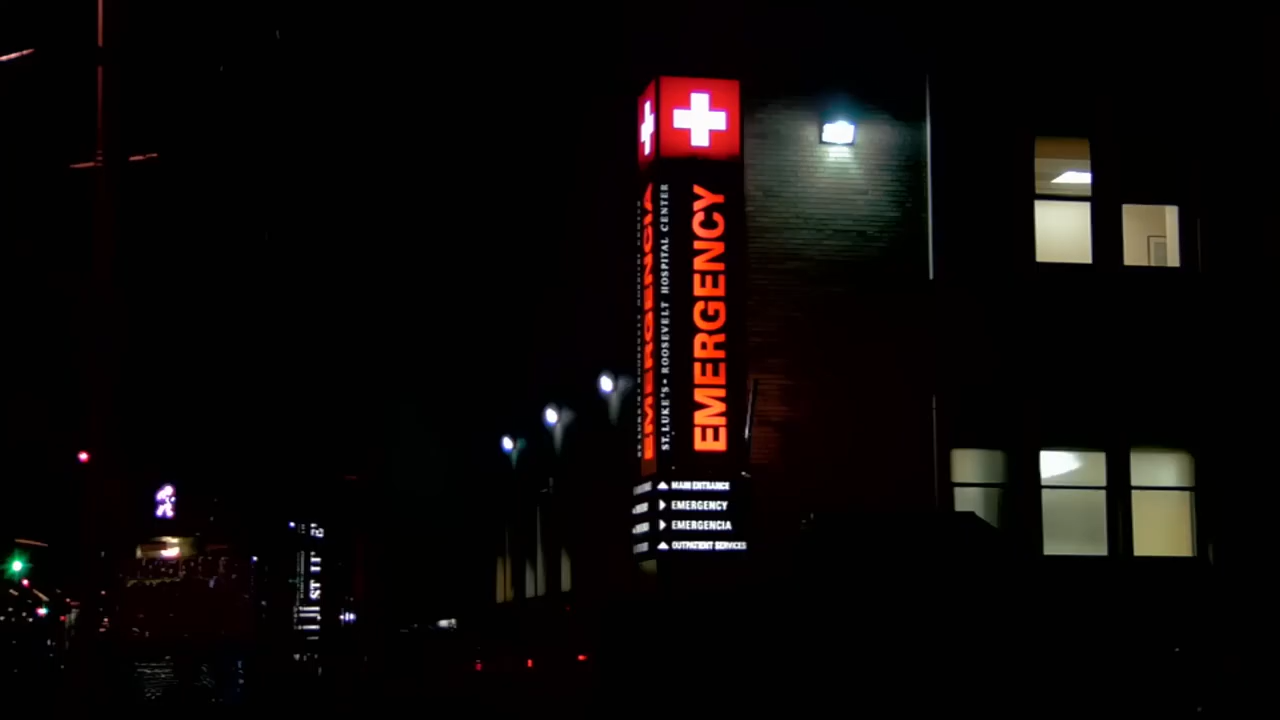 EMERGENCIA
ST. LUKE'S • ROOSEVELT HOSPITAL CENTER
EMERGENCY
MAIN ENTRANCE
EMERGENCY
EMERGENCIA
OUTPATIENT SERVICES